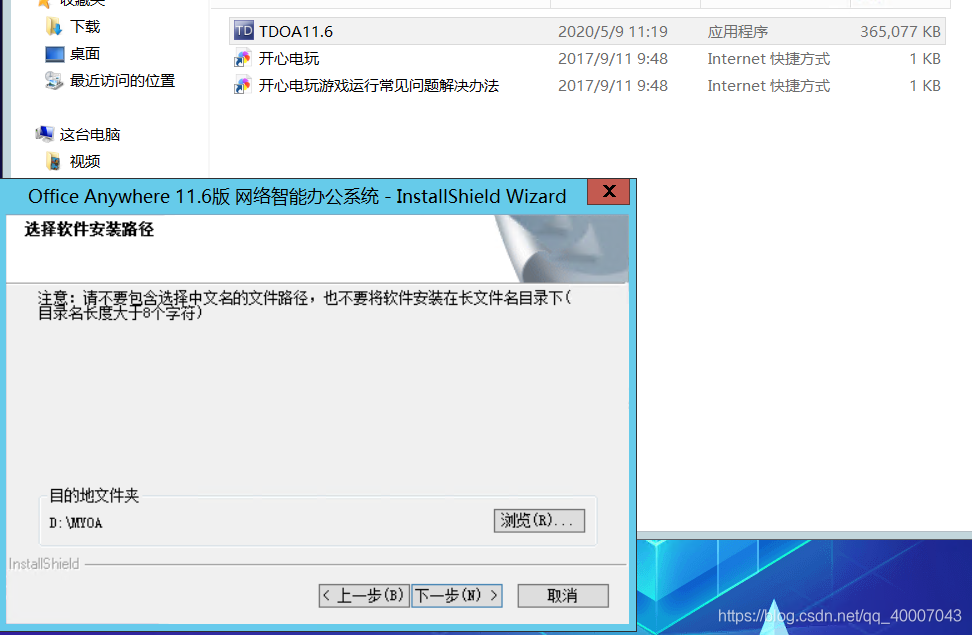 收藏夹
下载
桌面
最近访问的位置
这台电脑
视频
TD TDOA11.6 2020/5/9 11:19 应用程序 365,077 KB
开心电玩 2017/9/11 9:48 Internet 快捷方式 1 KB
开心电玩游戏运行常见问题解决办法 2017/9/11 9:48 Internet 快捷方式 1 KB
Office Anywhere 11.6版 网络智能办公系统 - InstallShield Wizard X
选择软件安装路径
注意：请不要包含选择中文名的文件路径，也不要将软件安装在长文件名目录下(
目录名长度大于8个字符)
目的地文件夹
D:\MYOA 浏览(R)...
InstallShield
< 上一步(B) 下一步(N) > 取消
https://blog.csdn.net/qq_40007043